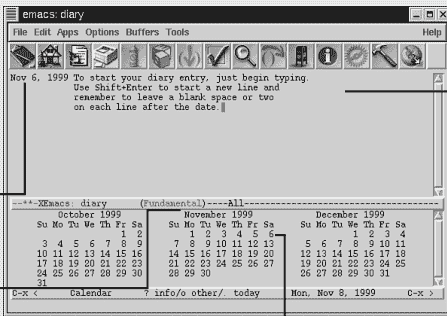 emacs: diary
File Edit Apps Options Buffers Tools Help
Nov 6, 1999 To start your diary entry, just begin typing.
Use Shift+Enter to start a new line and
remember to leave a blank space or two
on each line after the date.
--**-XEmacs: diary (Fundamental)----All----
October 1999 November 1999 December 1999
Su Mo Tu We Th Fr Sa Su Mo Tu We Th Fr Sa Su Mo Tu We Th Fr Sa
1 2 1 2 3 4 5 6 1 2 3 4
3 4 5 6 7 8 9 7 8 9 10 11 12 13 5 6 7 8 9 10 11
10 11 12 13 14 15 16 14 15 16 17 18 19 20 12 13 14 15 16 17 18
17 18 19 20 21 22 23 21 22 23 24 25 26 27 19 20 21 22 23 24 25
24 25 26 27 28 29 30 28 29 30 26 27 28 29 30 31
31
C-x < Calendar ? info/o other/. today Mon, Nov 8, 1999 C-x >